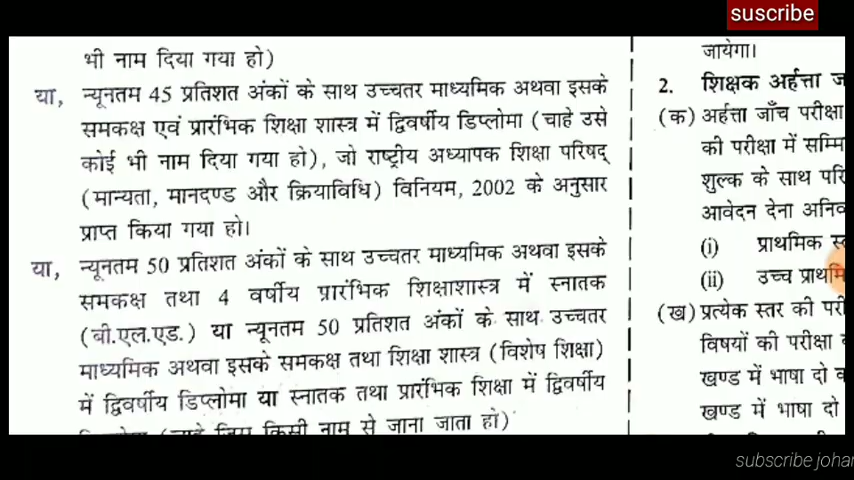 suscribe
भी नाम दिया गया हो)
या, न्यूनतम 45 प्रतिशत अंकों के साथ उच्चतर माध्यमिक अथवा इसके
समकक्ष एवं प्रारंभिक शिक्षा शास्त्र में द्विवर्षीय डिप्लोमा (चाहे उसे
कोई भी नाम दिया गया हो), जो राष्ट्रीय अध्यापक शिक्षा परिषद्
(मान्यता, मानदण्ड और क्रियाविधि) विनियम, 2002 के अनुसार
प्राप्त किया गया हो।
या, न्यूनतम 50 प्रतिशत अंकों के साथ उच्चतर माध्यमिक अथवा इसके
समकक्ष तथा 4 वर्षीय प्रारंभिक शिक्षाशास्त्र में स्नातक
(बी.एल.एड.) या न्यूनतम 50 प्रतिशत अंकों के साथ उच्चतर
माध्यमिक अथवा इसके समकक्ष तथा शिक्षा शास्त्र (विशेष शिक्षा)
में द्विवर्षीय डिप्लोमा या स्नातक तथा प्रारंभिक शिक्षा में द्विवर्षीय
(चाहे जिस किसी नाम से जाना जाता हो)
जायेगा।
2. शिक्षक अर्हत्ता ज
(क) अर्हत्ता जाँच परीक्षा
की परीक्षा में सम्मि
शुल्क के साथ परि
आवेदन देना अनिव
(i) प्राथमिक स्त
(ii) उच्च प्राथमि
(ख) प्रत्येक स्तर की परी
विषयों की परीक्षा
खण्ड में भाषा दो
खण्ड में भाषा दो
subscribe johar